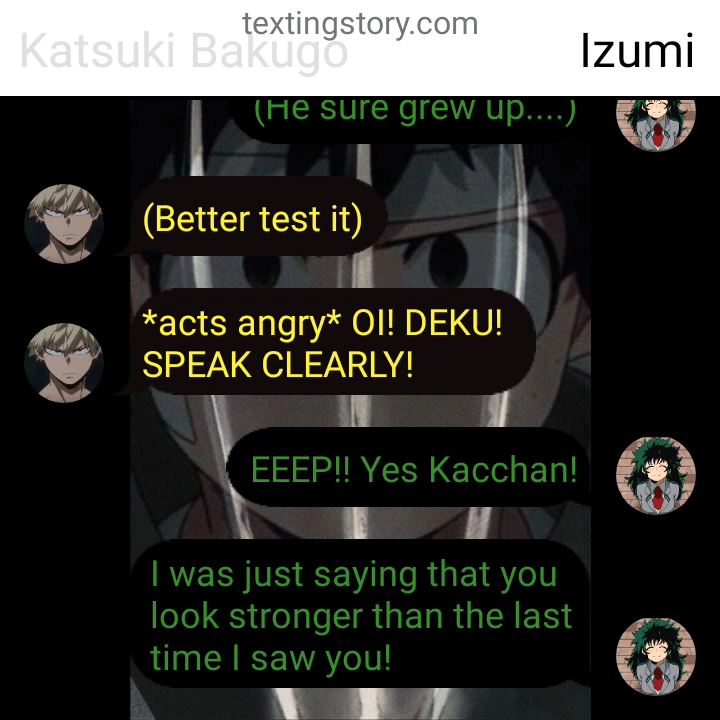 textingstory.com
Katsuki Bakugo
Izumi
(He sure grew up....)
(Better test it)
*acts angry* OI! DEKU!
SPEAK CLEARLY!
EEEP!! Yes Kacchan!
I was just saying that you
look stronger than the last
time I saw you!